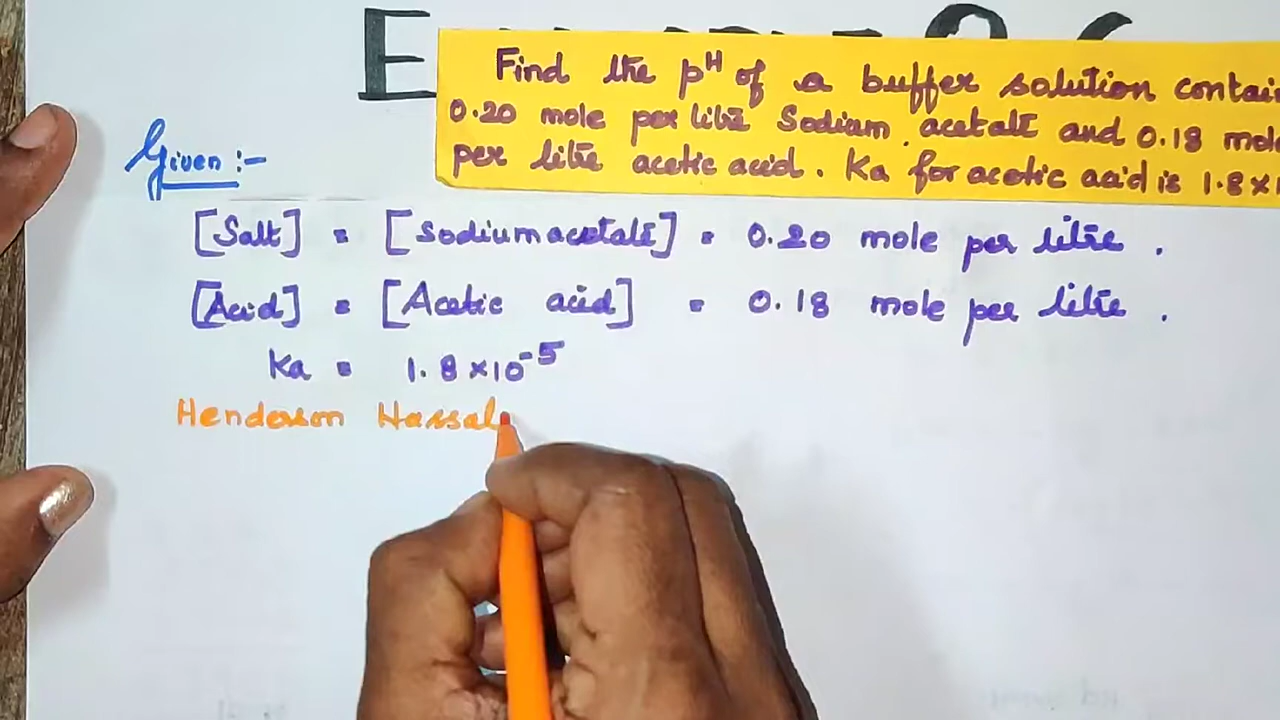 E
Find the pH of a buffer solution contai
0.20 mole per litre Sodium acetate and 0.18 mole
per litre acetic acid. Ka for acetic acid is 1.8×1
Given :-
[Salt] = [Sodium acetate] = 0.20 mole per litre .
[Acid] = [Acetic acid] = 0.18 mole per litre .
Ka = 1.8 ×10⁻⁵
Henderson Hassal